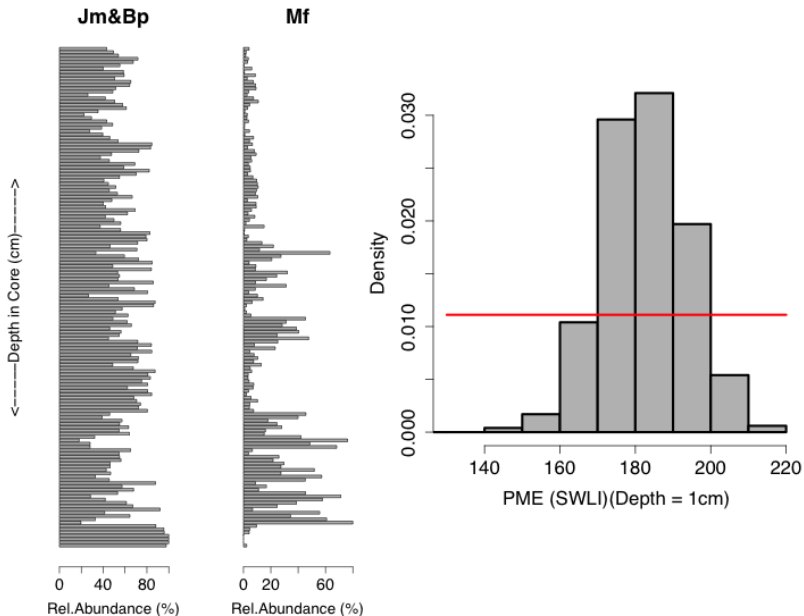 Jm&Bp
Mf
<------Depth in Core (cm)------>
0 40 80
Rel.Abundance (%)
0 20 60
Rel.Abundance (%)
Density
0.030
0.020
0.010
0.000
140 160 180 200 220
PME (SWLI)(Depth = 1cm)